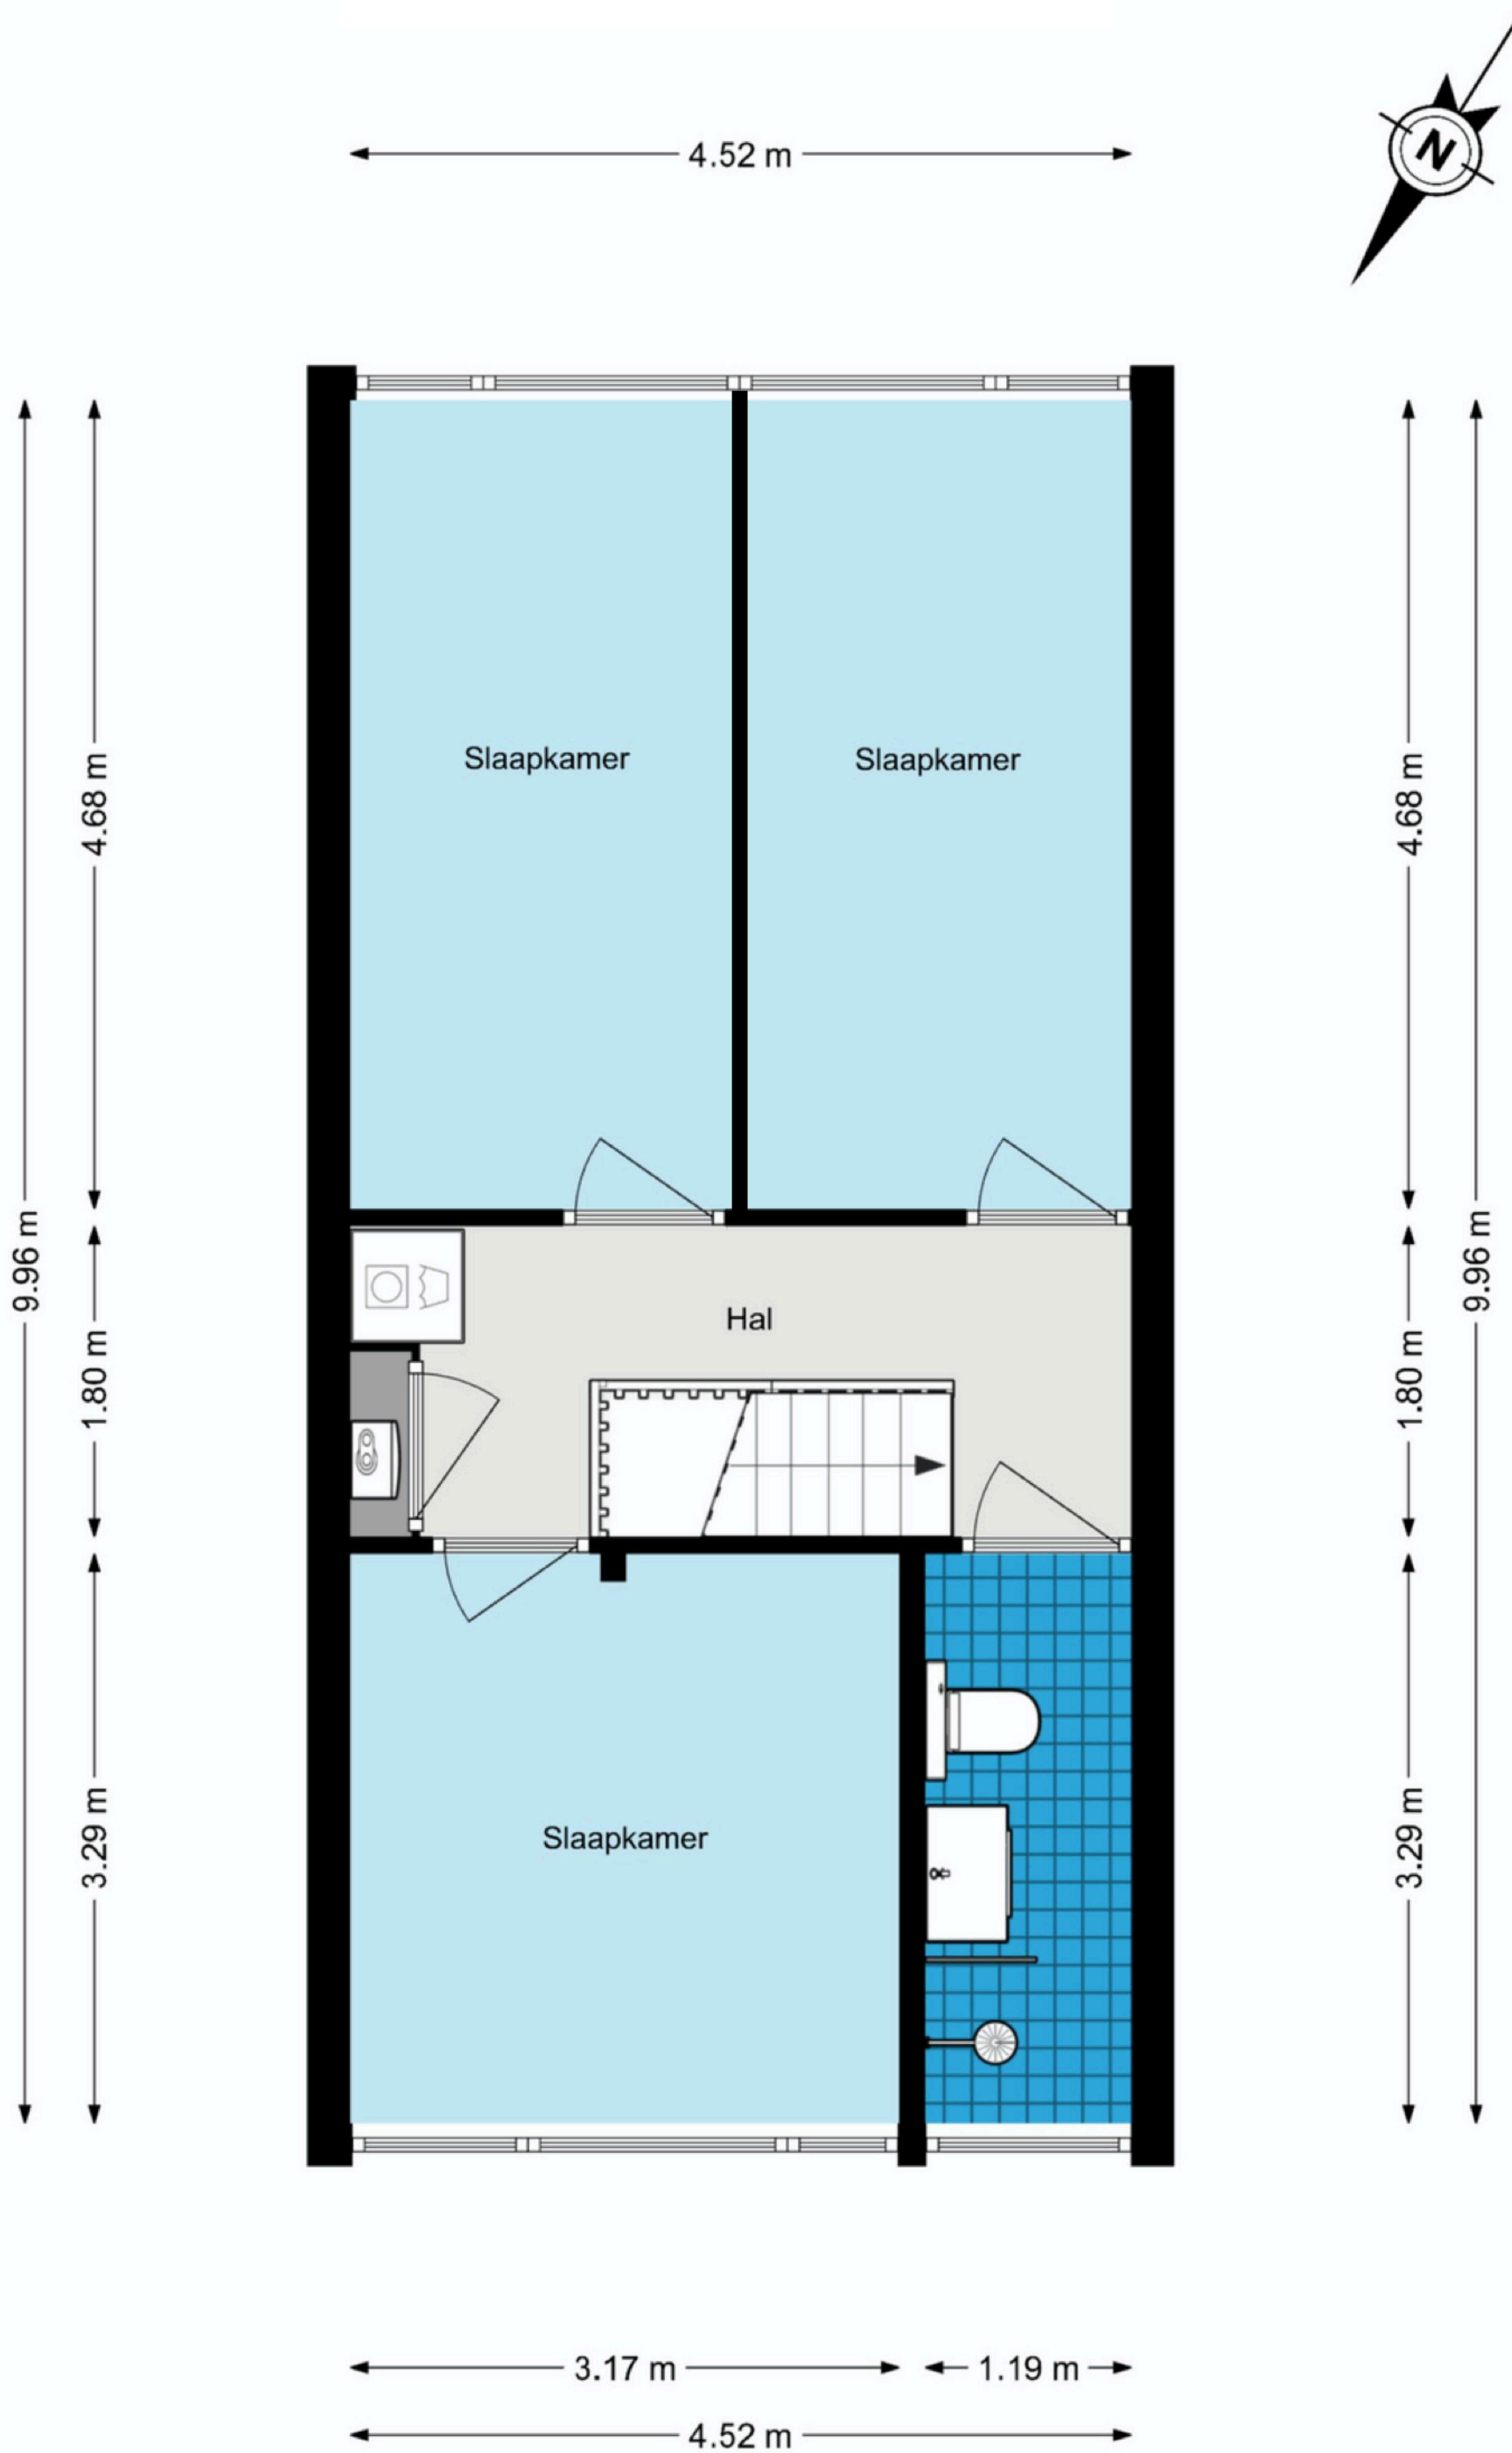 4.52 m
N
Slaapkamer
Slaapkamer
4.68 m
4.68 m
9.96 m
9.96 m
Hal
1.80 m
1.80 m
Slaapkamer
3.29 m
3.29 m
3.17 m
1.19 m
4.52 m